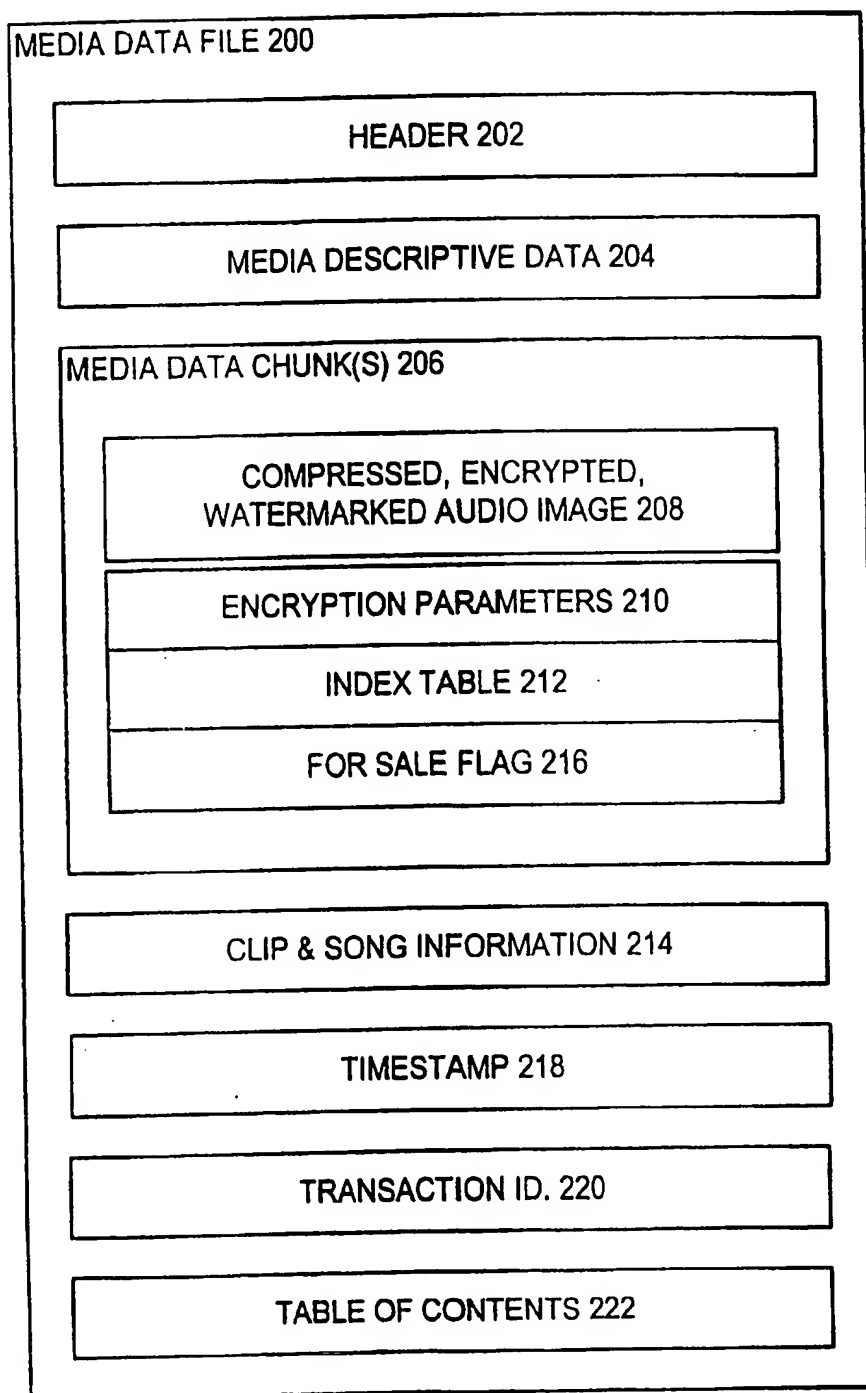 MEDIA DATA FILE 200
HEADER 202
MEDIA DESCRIPTIVE DATA 204
MEDIA DATA CHUNK(S) 206
COMPRESSED, ENCRYPTED,
WATERMARKED AUDIO IMAGE 208
ENCRYPTION PARAMETERS 210
INDEX TABLE 212
FOR SALE FLAG 216
CLIP & SONG INFORMATION 214
TIMESTAMP 218
TRANSACTION ID. 220
TABLE OF CONTENTS 222